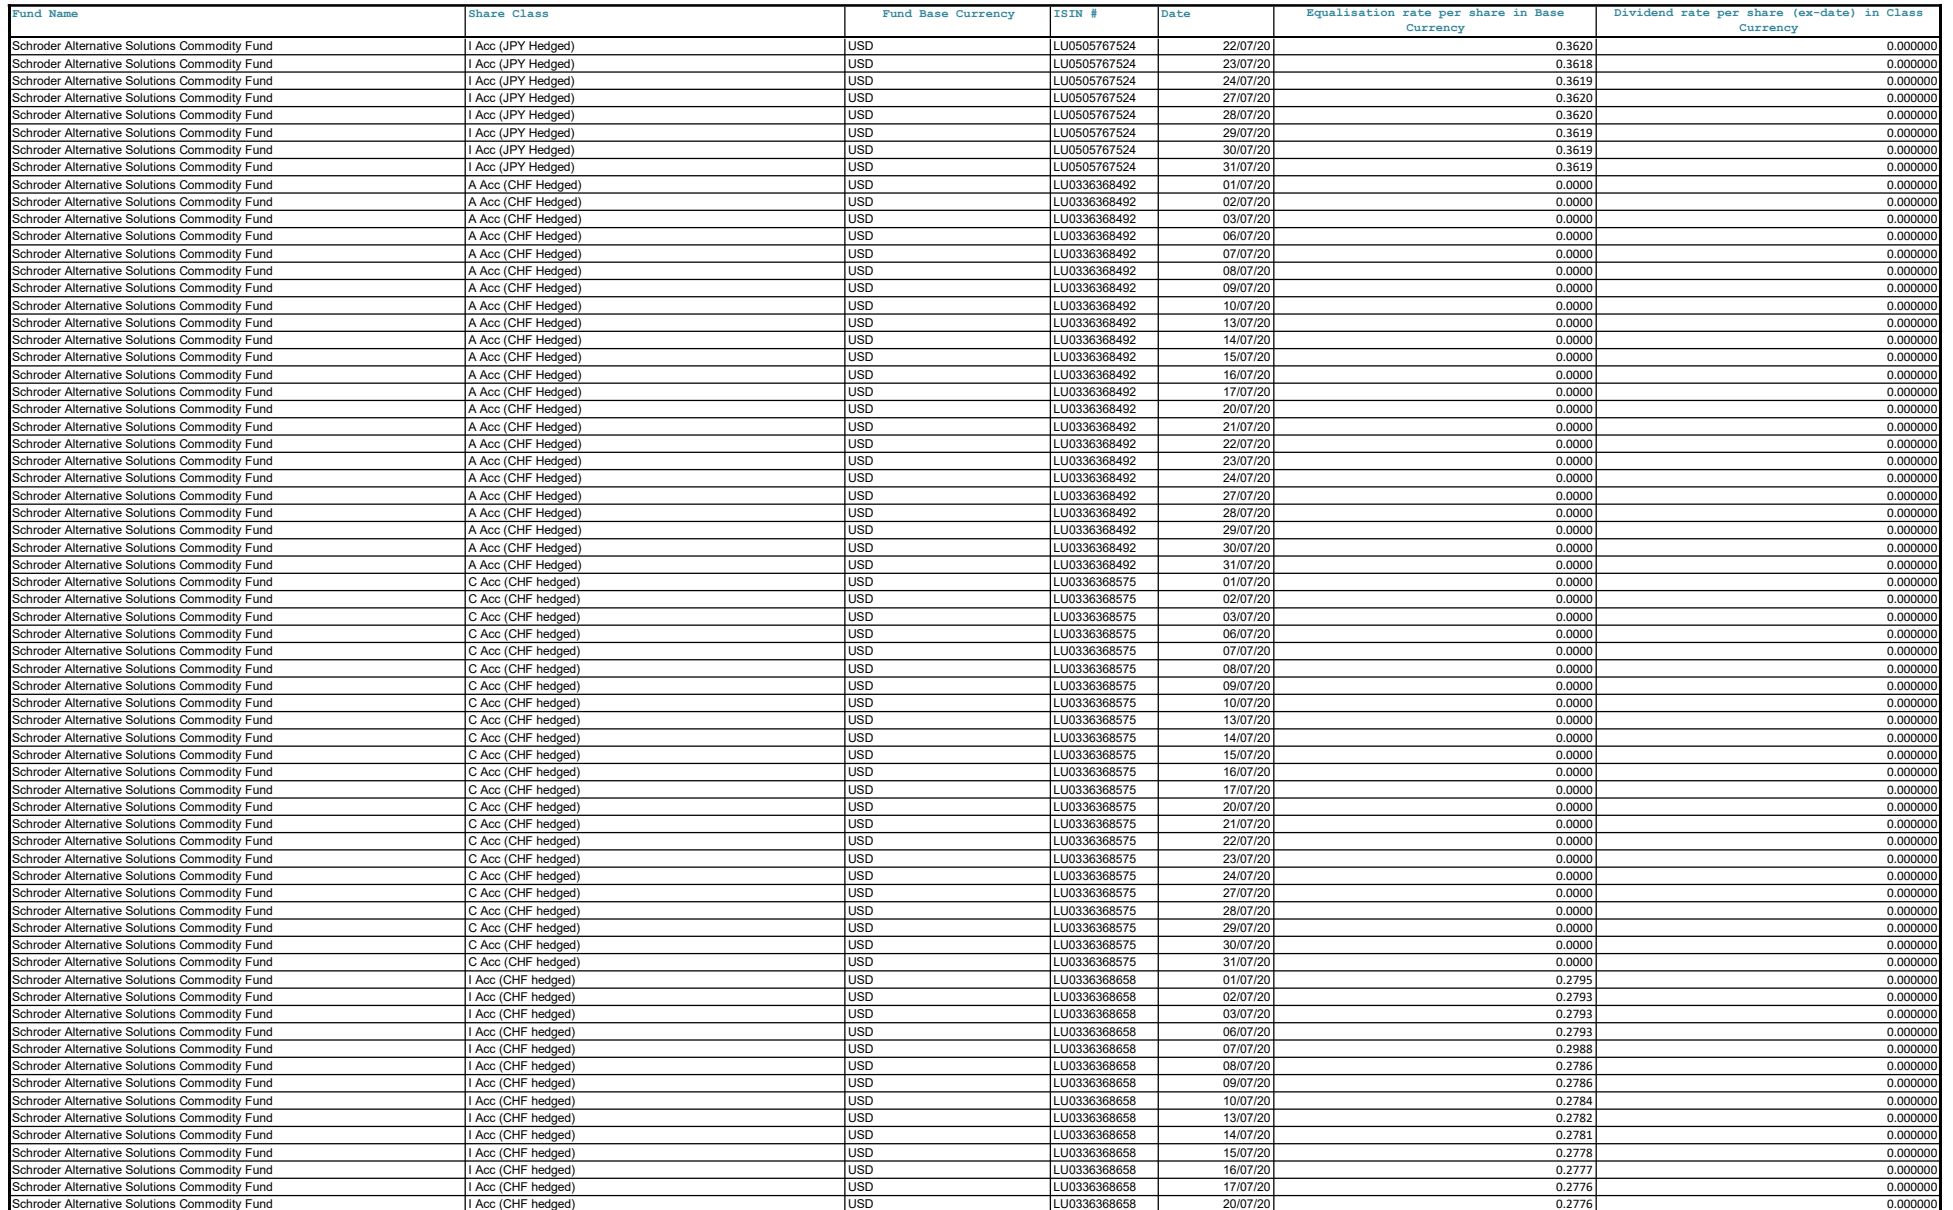 Fund Name Share Class Fund Base Currency ISIN # Date Equalisation rate per share in Base Currency Dividend rate per share (ex-date) in Class Currency
Schroder Alternative Solutions Commodity Fund I Acc (JPY Hedged) USD LU0505767524 22/07/20 0.3620 0.000000
Schroder Alternative Solutions Commodity Fund I Acc (JPY Hedged) USD LU0505767524 23/07/20 0.3618 0.000000
Schroder Alternative Solutions Commodity Fund I Acc (JPY Hedged) USD LU0505767524 24/07/20 0.3619 0.000000
Schroder Alternative Solutions Commodity Fund I Acc (JPY Hedged) USD LU0505767524 27/07/20 0.3620 0.000000
Schroder Alternative Solutions Commodity Fund I Acc (JPY Hedged) USD LU0505767524 28/07/20 0.3620 0.000000
Schroder Alternative Solutions Commodity Fund I Acc (JPY Hedged) USD LU0505767524 29/07/20 0.3619 0.000000
Schroder Alternative Solutions Commodity Fund I Acc (JPY Hedged) USD LU0505767524 30/07/20 0.3619 0.000000
Schroder Alternative Solutions Commodity Fund I Acc (JPY Hedged) USD LU0505767524 31/07/20 0.3619 0.000000
Schroder Alternative Solutions Commodity Fund A Acc (CHF Hedged) USD LU0336368492 01/07/20 0.0000 0.000000
Schroder Alternative Solutions Commodity Fund A Acc (CHF Hedged) USD LU0336368492 02/07/20 0.0000 0.000000
Schroder Alternative Solutions Commodity Fund A Acc (CHF Hedged) USD LU0336368492 03/07/20 0.0000 0.000000
Schroder Alternative Solutions Commodity Fund A Acc (CHF Hedged) USD LU0336368492 06/07/20 0.0000 0.000000
Schroder Alternative Solutions Commodity Fund A Acc (CHF Hedged) USD LU0336368492 07/07/20 0.0000 0.000000
Schroder Alternative Solutions Commodity Fund A Acc (CHF Hedged) USD LU0336368492 08/07/20 0.0000 0.000000
Schroder Alternative Solutions Commodity Fund A Acc (CHF Hedged) USD LU0336368492 09/07/20 0.0000 0.000000
Schroder Alternative Solutions Commodity Fund A Acc (CHF Hedged) USD LU0336368492 10/07/20 0.0000 0.000000
Schroder Alternative Solutions Commodity Fund A Acc (CHF Hedged) USD LU0336368492 13/07/20 0.0000 0.000000
Schroder Alternative Solutions Commodity Fund A Acc (CHF Hedged) USD LU0336368492 14/07/20 0.0000 0.000000
Schroder Alternative Solutions Commodity Fund A Acc (CHF Hedged) USD LU0336368492 15/07/20 0.0000 0.000000
Schroder Alternative Solutions Commodity Fund A Acc (CHF Hedged) USD LU0336368492 16/07/20 0.0000 0.000000
Schroder Alternative Solutions Commodity Fund A Acc (CHF Hedged) USD LU0336368492 17/07/20 0.0000 0.000000
Schroder Alternative Solutions Commodity Fund A Acc (CHF Hedged) USD LU0336368492 20/07/20 0.0000 0.000000
Schroder Alternative Solutions Commodity Fund A Acc (CHF Hedged) USD LU0336368492 21/07/20 0.0000 0.000000
Schroder Alternative Solutions Commodity Fund A Acc (CHF Hedged) USD LU0336368492 22/07/20 0.0000 0.000000
Schroder Alternative Solutions Commodity Fund A Acc (CHF Hedged) USD LU0336368492 23/07/20 0.0000 0.000000
Schroder Alternative Solutions Commodity Fund A Acc (CHF Hedged) USD LU0336368492 24/07/20 0.0000 0.000000
Schroder Alternative Solutions Commodity Fund A Acc (CHF Hedged) USD LU0336368492 27/07/20 0.0000 0.000000
Schroder Alternative Solutions Commodity Fund A Acc (CHF Hedged) USD LU0336368492 28/07/20 0.0000 0.000000
Schroder Alternative Solutions Commodity Fund A Acc (CHF Hedged) USD LU0336368492 29/07/20 0.0000 0.000000
Schroder Alternative Solutions Commodity Fund A Acc (CHF Hedged) USD LU0336368492 30/07/20 0.0000 0.000000
Schroder Alternative Solutions Commodity Fund A Acc (CHF Hedged) USD LU0336368492 31/07/20 0.0000 0.000000
Schroder Alternative Solutions Commodity Fund C Acc (CHF hedged) USD LU0336368575 01/07/20 0.0000 0.000000
Schroder Alternative Solutions Commodity Fund C Acc (CHF hedged) USD LU0336368575 02/07/20 0.0000 0.000000
Schroder Alternative Solutions Commodity Fund C Acc (CHF hedged) USD LU0336368575 03/07/20 0.0000 0.000000
Schroder Alternative Solutions Commodity Fund C Acc (CHF hedged) USD LU0336368575 06/07/20 0.0000 0.000000
Schroder Alternative Solutions Commodity Fund C Acc (CHF hedged) USD LU0336368575 07/07/20 0.0000 0.000000
Schroder Alternative Solutions Commodity Fund C Acc (CHF hedged) USD LU0336368575 08/07/20 0.0000 0.000000
Schroder Alternative Solutions Commodity Fund C Acc (CHF hedged) USD LU0336368575 09/07/20 0.0000 0.000000
Schroder Alternative Solutions Commodity Fund C Acc (CHF hedged) USD LU0336368575 10/07/20 0.0000 0.000000
Schroder Alternative Solutions Commodity Fund C Acc (CHF hedged) USD LU0336368575 13/07/20 0.0000 0.000000
Schroder Alternative Solutions Commodity Fund C Acc (CHF hedged) USD LU0336368575 14/07/20 0.0000 0.000000
Schroder Alternative Solutions Commodity Fund C Acc (CHF hedged) USD LU0336368575 15/07/20 0.0000 0.000000
Schroder Alternative Solutions Commodity Fund C Acc (CHF hedged) USD LU0336368575 16/07/20 0.0000 0.000000
Schroder Alternative Solutions Commodity Fund C Acc (CHF hedged) USD LU0336368575 17/07/20 0.0000 0.000000
Schroder Alternative Solutions Commodity Fund C Acc (CHF hedged) USD LU0336368575 20/07/20 0.0000 0.000000
Schroder Alternative Solutions Commodity Fund C Acc (CHF hedged) USD LU0336368575 21/07/20 0.0000 0.000000
Schroder Alternative Solutions Commodity Fund C Acc (CHF hedged) USD LU0336368575 22/07/20 0.0000 0.000000
Schroder Alternative Solutions Commodity Fund C Acc (CHF hedged) USD LU0336368575 23/07/20 0.0000 0.000000
Schroder Alternative Solutions Commodity Fund C Acc (CHF hedged) USD LU0336368575 24/07/20 0.0000 0.000000
Schroder Alternative Solutions Commodity Fund C Acc (CHF hedged) USD LU0336368575 27/07/20 0.0000 0.000000
Schroder Alternative Solutions Commodity Fund C Acc (CHF hedged) USD LU0336368575 28/07/20 0.0000 0.000000
Schroder Alternative Solutions Commodity Fund C Acc (CHF hedged) USD LU0336368575 29/07/20 0.0000 0.000000
Schroder Alternative Solutions Commodity Fund C Acc (CHF hedged) USD LU0336368575 30/07/20 0.0000 0.000000
Schroder Alternative Solutions Commodity Fund C Acc (CHF hedged) USD LU0336368575 31/07/20 0.0000 0.000000
Schroder Alternative Solutions Commodity Fund I Acc (CHF hedged) USD LU0336368658 01/07/20 0.2795 0.000000
Schroder Alternative Solutions Commodity Fund I Acc (CHF hedged) USD LU0336368658 02/07/20 0.2793 0.000000
Schroder Alternative Solutions Commodity Fund I Acc (CHF hedged) USD LU0336368658 03/07/20 0.2793 0.000000
Schroder Alternative Solutions Commodity Fund I Acc (CHF hedged) USD LU0336368658 06/07/20 0.2793 0.000000
Schroder Alternative Solutions Commodity Fund I Acc (CHF hedged) USD LU0336368658 07/07/20 0.2988 0.000000
Schroder Alternative Solutions Commodity Fund I Acc (CHF hedged) USD LU0336368658 08/07/20 0.2786 0.000000
Schroder Alternative Solutions Commodity Fund I Acc (CHF hedged) USD LU0336368658 09/07/20 0.2786 0.000000
Schroder Alternative Solutions Commodity Fund I Acc (CHF hedged) USD LU0336368658 10/07/20 0.2784 0.000000
Schroder Alternative Solutions Commodity Fund I Acc (CHF hedged) USD LU0336368658 13/07/20 0.2782 0.000000
Schroder Alternative Solutions Commodity Fund I Acc (CHF hedged) USD LU0336368658 14/07/20 0.2781 0.000000
Schroder Alternative Solutions Commodity Fund I Acc (CHF hedged) USD LU0336368658 15/07/20 0.2778 0.000000
Schroder Alternative Solutions Commodity Fund I Acc (CHF hedged) USD LU0336368658 16/07/20 0.2777 0.000000
Schroder Alternative Solutions Commodity Fund I Acc (CHF hedged) USD LU0336368658 17/07/20 0.2776 0.000000
Schroder Alternative Solutions Commodity Fund I Acc (CHF hedged) USD LU0336368658 20/07/20 0.2776 0.000000